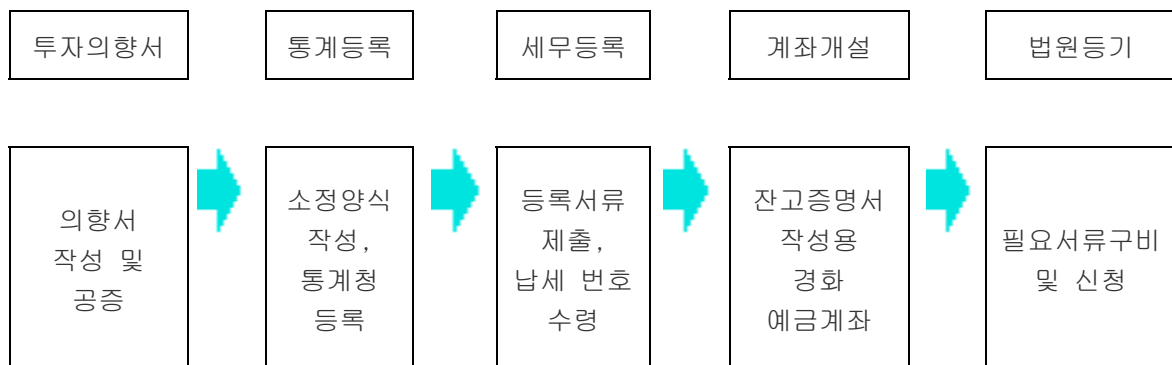 투자의향서
통계등록
세무등록
계좌개설
법원등기
의향서
작성 및
공증
소정양식
작성,
통계청
등록
등록서류
제출,
납세 번호
수령
잔고증명서
작성용
경화
예금계좌
필요서류구비
및 신청